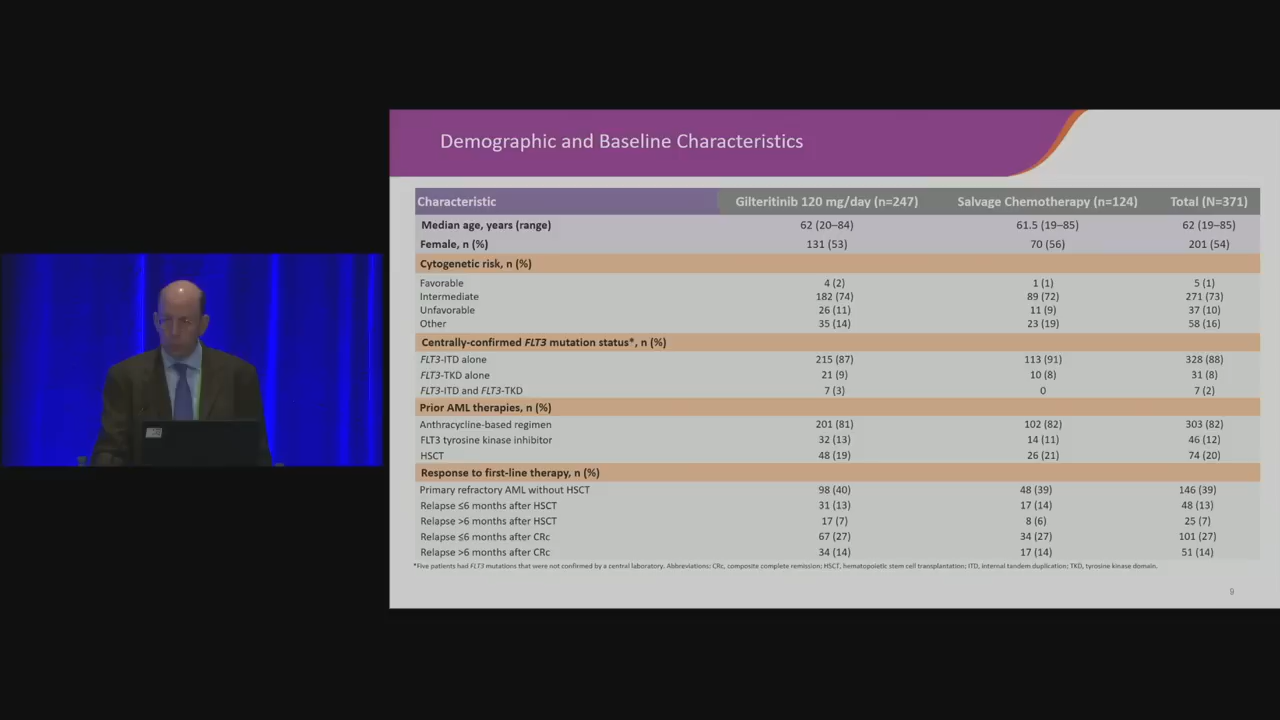 Demographic and Baseline Characteristics
Characteristic Gilteritinib 120 mg/day (n=247) Salvage Chemotherapy (n=124) Total (N=371)
Median age, years (range) 62 (20–84) 61.5 (19–85) 62 (19–85)
Female, n (%) 131 (53) 70 (56) 201 (54)
Cytogenetic risk, n (%)
Favorable 4 (2) 1 (1) 5 (1)
Intermediate 182 (74) 89 (72) 271 (73)
Unfavorable 26 (11) 11 (9) 37 (10)
Other 35 (14) 23 (19) 58 (16)
Centrally-confirmed FLT3 mutation status*, n (%)
FLT3-ITD alone 215 (87) 113 (91) 328 (88)
FLT3-TKD alone 21 (9) 10 (8) 31 (8)
FLT3-ITD and FLT3-TKD 7 (3) 0 7 (2)
Prior AML therapies, n (%)
Anthracycline-based regimen 201 (81) 102 (82) 303 (82)
FLT3 tyrosine kinase inhibitor 32 (13) 14 (11) 46 (12)
HSCT 48 (19) 26 (21) 74 (20)
Response to first-line therapy, n (%)
Primary refractory AML without HSCT 98 (40) 48 (39) 146 (39)
Relapse ≤6 months after HSCT 31 (13) 17 (14) 48 (13)
Relapse >6 months after HSCT 17 (7) 8 (6) 25 (7)
Relapse ≤6 months after CRc 67 (27) 34 (27) 101 (27)
Relapse >6 months after CRc 34 (14) 17 (14) 51 (14)
*Five patients had FLT3 mutations that were not confirmed by a central laboratory. Abbreviations: CRc, composite complete remission; HSCT, hematopoietic stem cell transplantation; ITD, internal tandem duplication; TKD, tyrosine kinase domain.
9